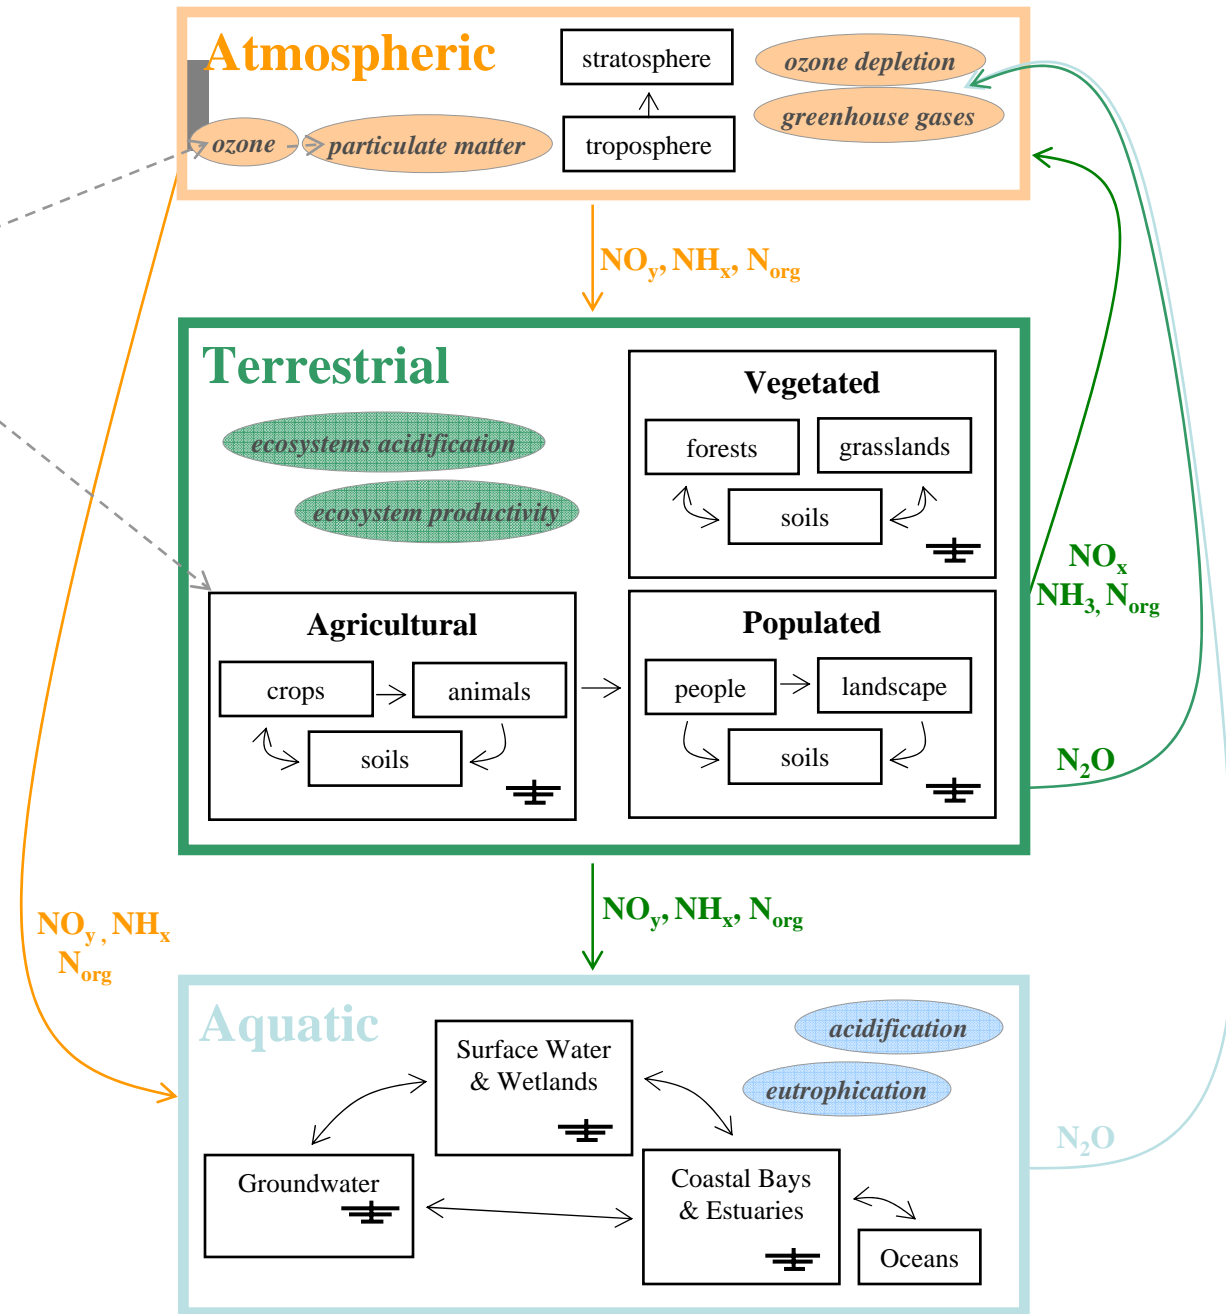 Atmospheric
stratosphere
ozone depletion
greenhouse gases
ozone
particulate matter
troposphere
NOy, NHx, Norg
Terrestrial
Vegetated
ecosystems acidification
forests
grasslands
ecosystem productivity
soils
NOx
NH3, Norg
Agricultural
Populated
crops
animals
people
landscape
soils
soils
N2O
NOy, NHx, Norg
NOy , NHx
Norg
Aquatic
acidification
Surface Water
& Wetlands
eutrophication
N2O
Groundwater
Coastal Bays
& Estuaries
Oceans